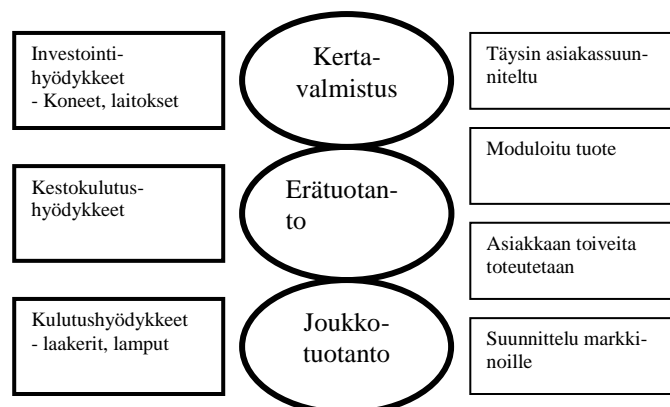 Investointi-
hyödykkeet
- Koneet, laitokset
Kestokulutus-
hyödykkeet
Kulutushyödykkeet
- laakerit, lamput
Kerta-
valmistus
Erätuotan-
to
Joukko-
tuotanto
Täysin asiakassuun-
niteltu
Moduloitu tuote
Asiakkaan toiveita
toteutetaan
Suunnittelu markki-
noille